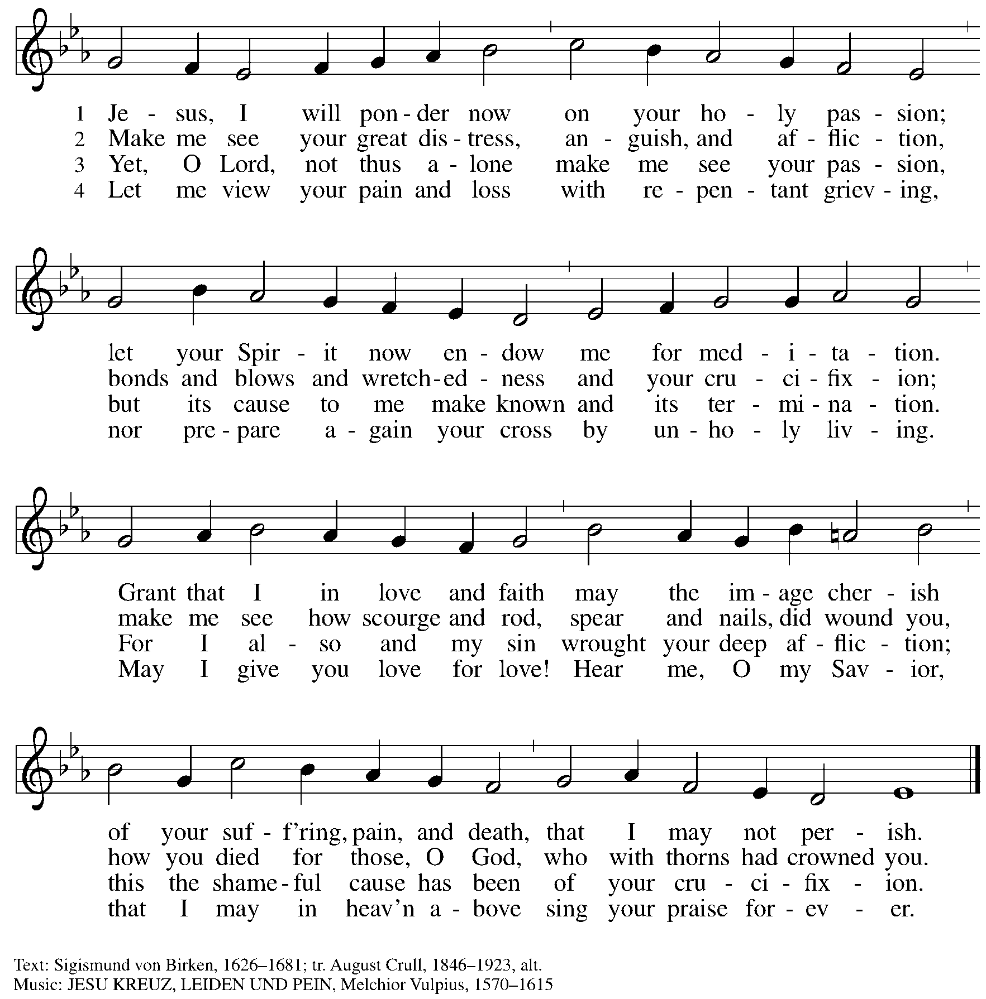 1 Je - sus, I will pon - der now on your ho - ly pas - sion;
2 Make me see your great dis - tress, an - guish, and af - flic - tion,
3 Yet, O Lord, not thus a - lone make me see your pas - sion,
4 Let me view your pain and loss with re - pen - tant griev - ing,
let your Spir - it now en - dow me for med - i - ta - tion.
bonds and blows and wretch - ed - ness and your cru - ci - fix - ion;
but its cause to me make known and its ter - mi - na - tion.
nor pre - pare a - gain your cross by un - ho - ly liv - ing.
Grant that I in love and faith may the im - age cher - ish
make me see how scourge and rod, spear and nails, did wound you,
For I al - so and my sin wrought your deep af - flic - tion;
May I give you love for love! Hear me, O my Sav - ior,
of your suf - f’ring, pain, and death, that I may not per - ish.
how you died for those, O God, who with thorns had crowned you.
this the shame - ful cause has been of your cru - ci - fix - ion.
that I may in heav’n a - bove sing your praise for - ev - er.
Text: Sigismund von Birken, 1626–1681; tr. August Crull, 1846–1923, alt.
Music: JESU KREUZ, LEIDEN UND PEIN, Melchior Vulpius, 1570–1615